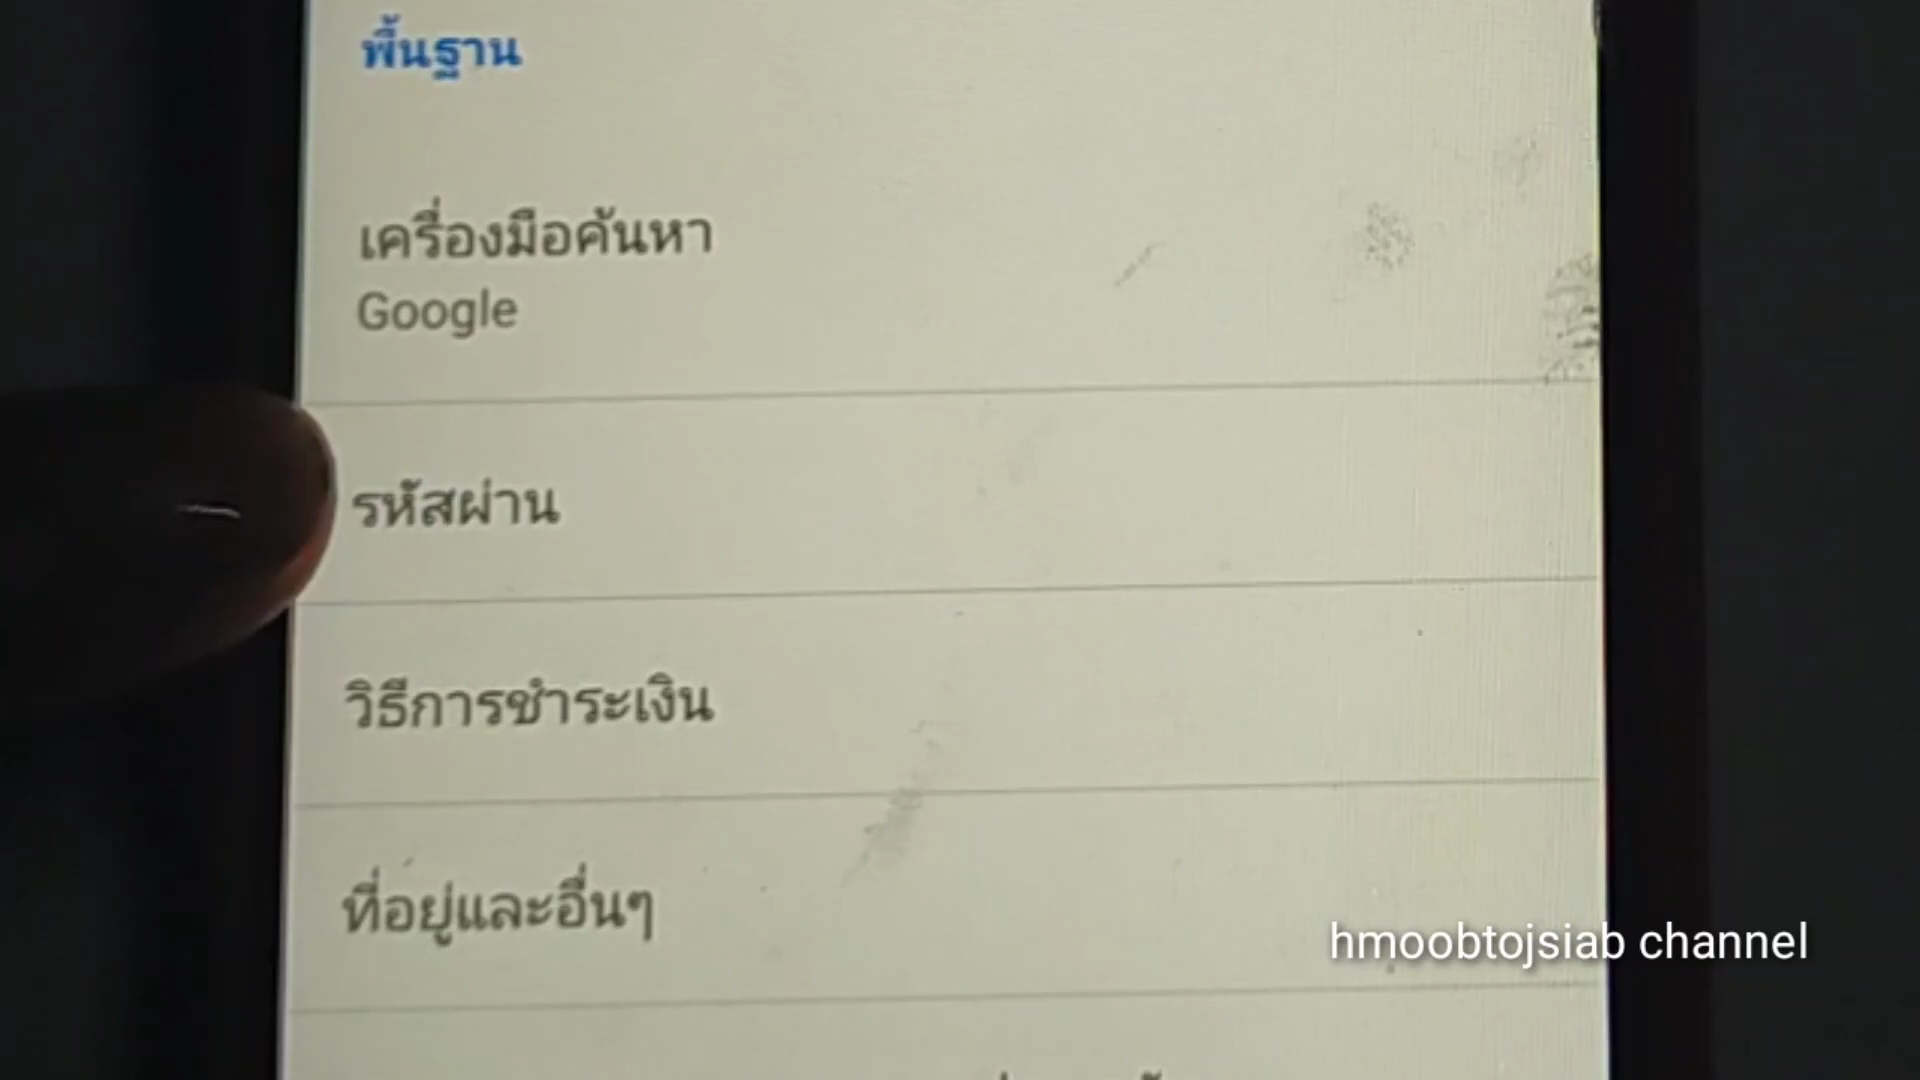 พื้นฐาน
เครื่องมือค้นหา
Google
รหัสผ่าน
วิธีการชำระเงิน
ที่อยู่และอื่นๆ
hmoobtojsiab channel